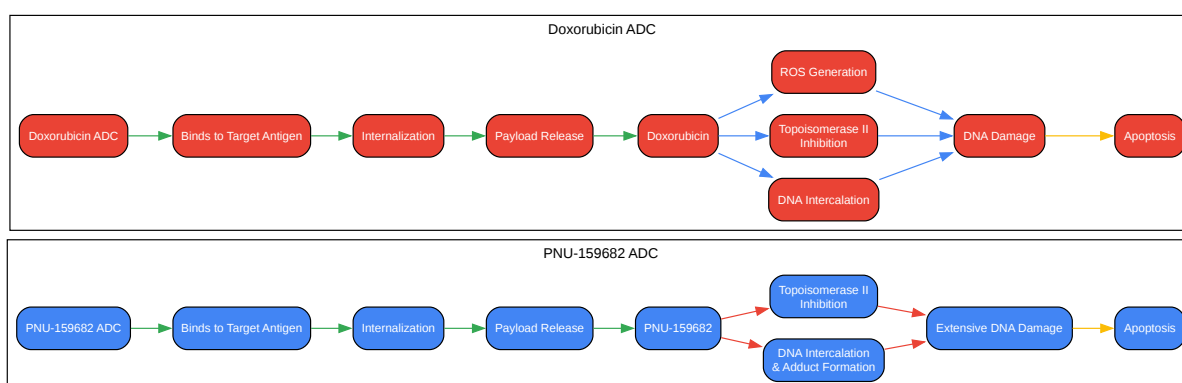 Doxorubicin ADC
Doxorubicin ADC
Binds to Target Antigen
Internalization
Payload Release
Doxorubicin
ROS Generation
Topoisomerase II
Inhibition
DNA Intercalation
DNA Damage
Apoptosis
PNU-159682 ADC
PNU-159682 ADC
Binds to Target Antigen
Internalization
Payload Release
PNU-159682
Topoisomerase II
Inhibition
DNA Intercalation
& Adduct Formation
Extensive DNA Damage
Apoptosis